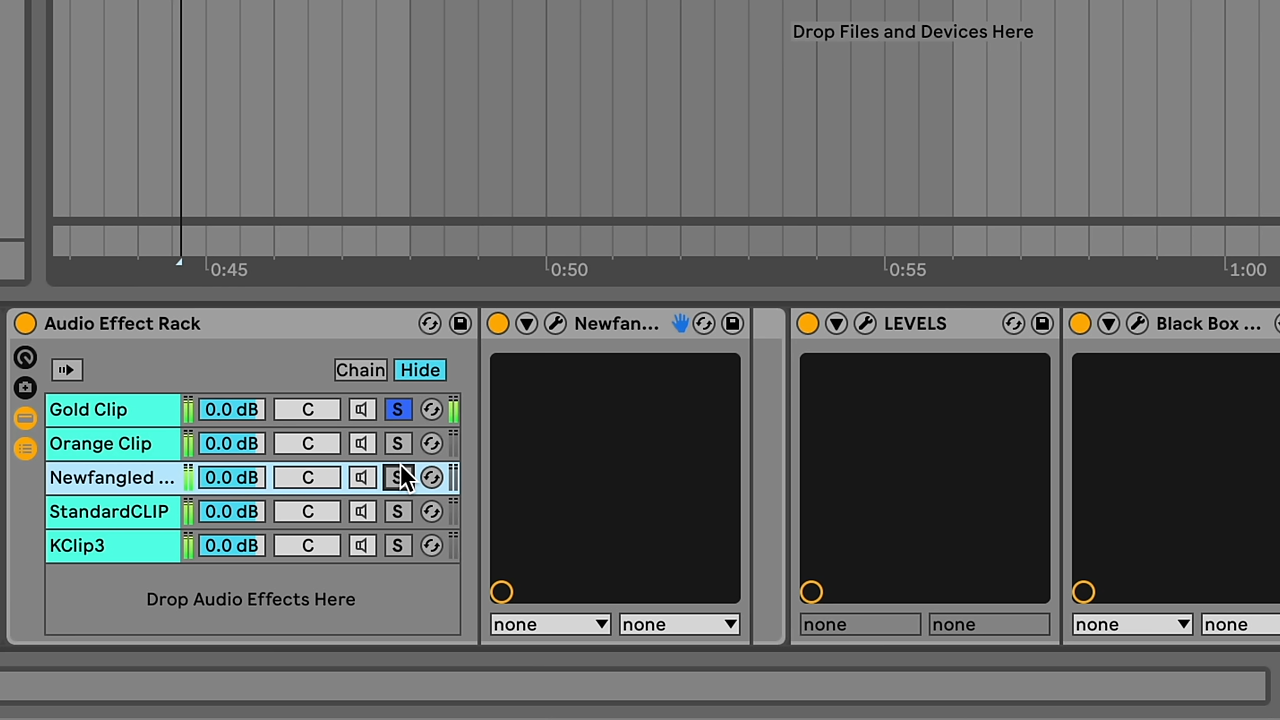 Drop Files and Devices Here
0:45
0:50
0:55
1:00
Audio Effect Rack
Newfan...
LEVELS
Black Box ...
Chain
Hide
Gold Clip 0.0 dB C S
Orange Clip 0.0 dB C S
Newfangled ... 0.0 dB C S
StandardCLIP 0.0 dB C S
KClip3 0.0 dB C S
Drop Audio Effects Here
none
none
none
none
none
none